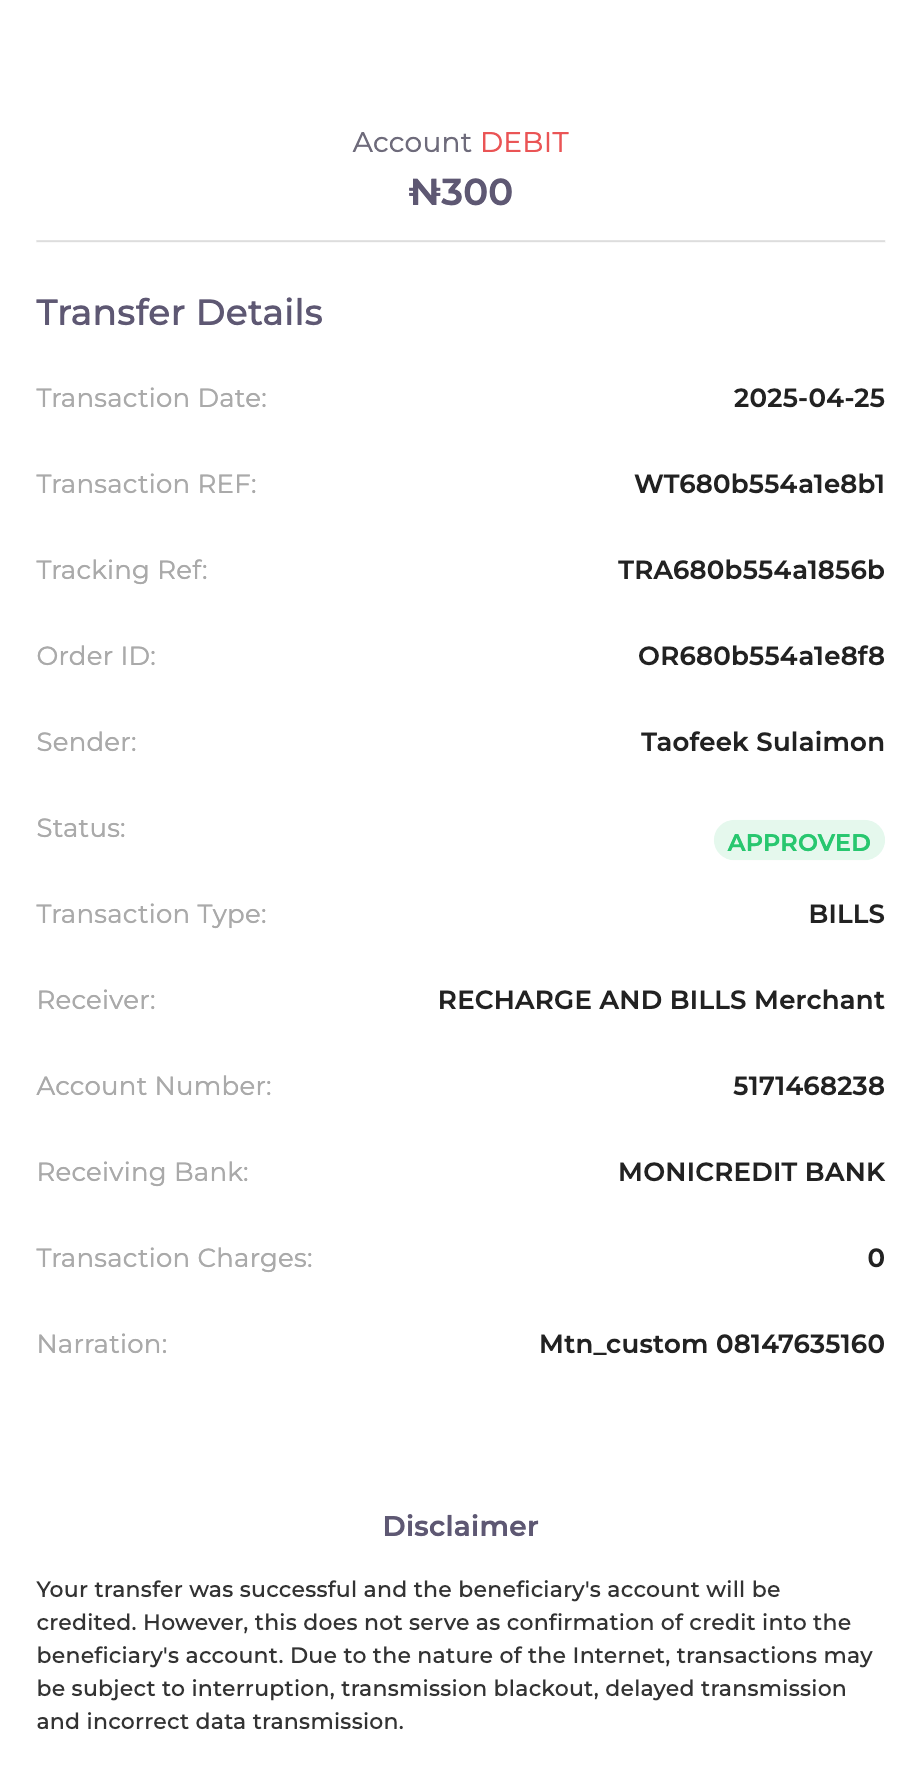 Account DEBIT
₦300
Transfer Details
Transaction Date: 2025-04-25
Transaction REF: WT680b554a1e8b1
Tracking Ref: TRA680b554a1856b
Order ID: OR680b554a1e8f8
Sender: Taofeek Sulaimon
Status: APPROVED
Transaction Type: BILLS
Receiver: RECHARGE AND BILLS Merchant
Account Number: 5171468238
Receiving Bank: MONICREDIT BANK
Transaction Charges: 0
Narration: Mtn_custom 08147635160
Disclaimer
Your transfer was successful and the beneficiary's account will be
credited. However, this does not serve as confirmation of credit into the
beneficiary's account. Due to the nature of the Internet, transactions may
be subject to interruption, transmission blackout, delayed transmission
and incorrect data transmission.